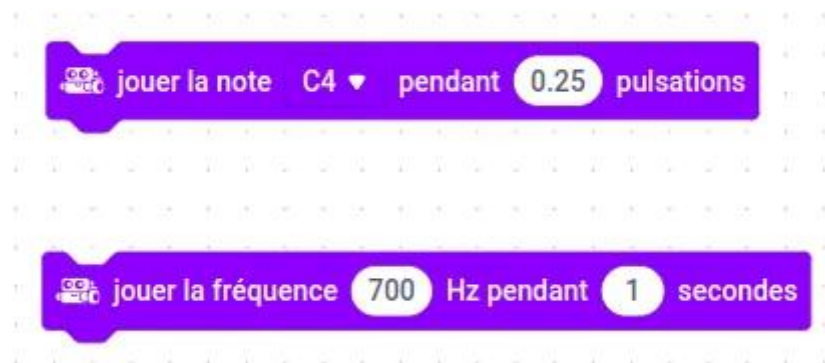 jouer la note C4 pendant 0.25 pulsations
jouer la fréquence 700 Hz pendant 1 secondes